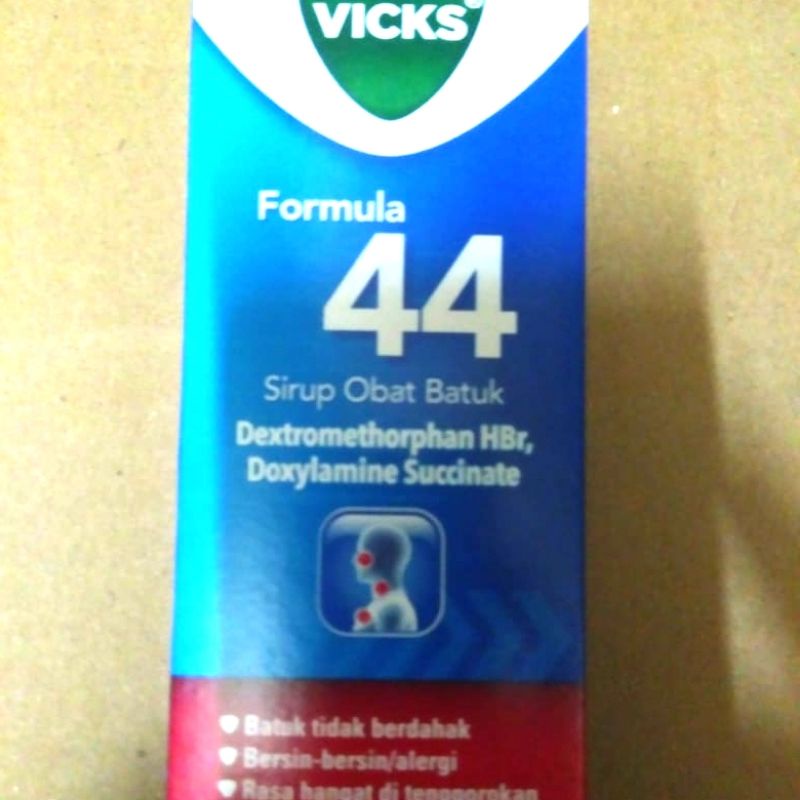 VICKS®
Formula
44
Sirup Obat Batuk
Dextromethorphan HBr,
Doxylamine Succinate
Batuk tidak berdahak
Bersin-bersin/alergi
Rasa hangat di tenggorokan